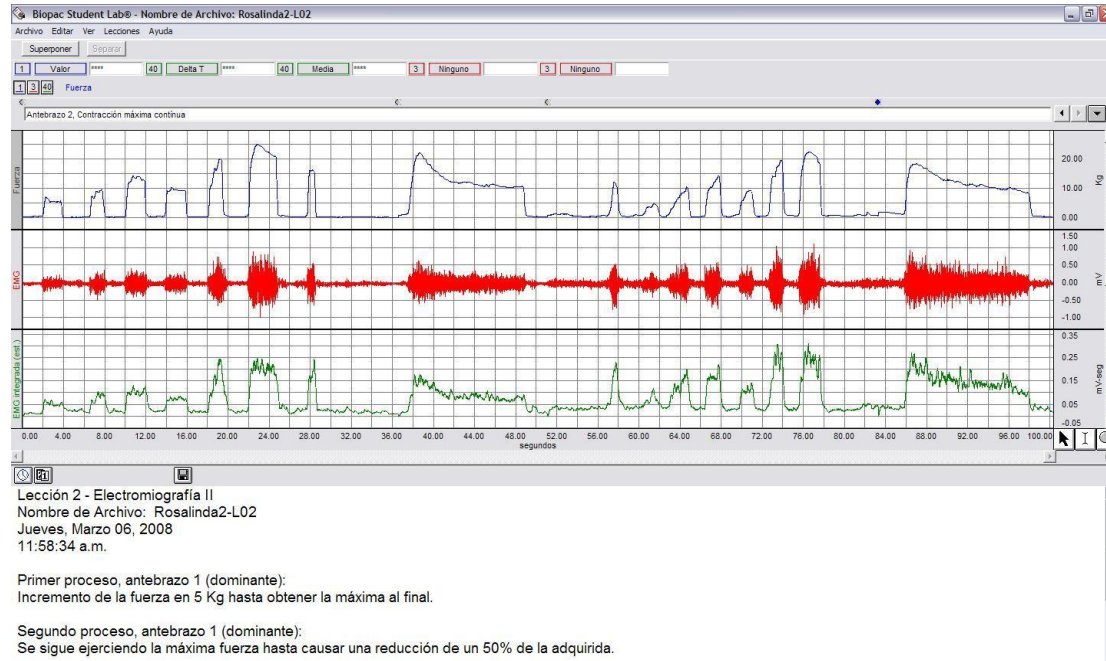 Biopac Student Lab® - Nombre de Archivo: Rosalinda2-L02
Archivo Editar Ver Lecciones Ayuda
Superponer Separar
1 Valor **** 40 Delta T **** 40 Media **** 3 Ninguno 3 Ninguno
1 3 40 Fuerza
Antebrazo 2, Contracción máxima contínua
Fuerza
20.00
10.00
0.00
Kg
EMG
1.50
1.00
0.50
0.00
-0.50
-1.00
mV
EMG integrada (est.)
0.35
0.25
0.15
0.05
-0.05
mV-seg
0.00 4.00 8.00 12.00 16.00 20.00 24.00 28.00 32.00 36.00 40.00 44.00 48.00 52.00 56.00 60.00 64.00 68.00 72.00 76.00 80.00 84.00 88.00 92.00 96.00 100.00
segundos
Lección 2 - Electromiografía II
Nombre de Archivo: Rosalinda2-L02
Jueves, Marzo 06, 2008
11:58:34 a.m.
Primer proceso, antebrazo 1 (dominante):
Incremento de la fuerza en 5 Kg hasta obtener la máxima al final.
Segundo proceso, antebrazo 1 (dominante):
Se sigue ejerciendo la máxima fuerza hasta causar una reducción de un 50% de la adquirida.